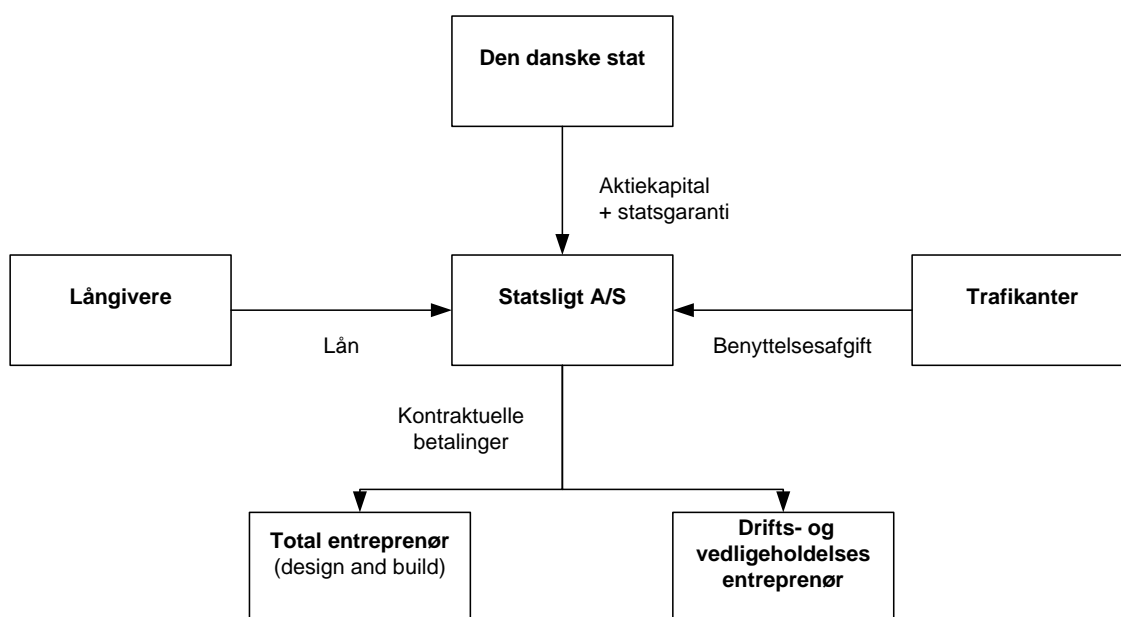 Den danske stat
Aktiekapital
+ statsgaranti
Långivere
Statsligt A/S
Trafikanter
Lån
Benyttelsesafgift
Kontraktuelle
betalinger
Total entreprenør
(design and build)
Drifts- og
vedligeholdelses
entreprenør